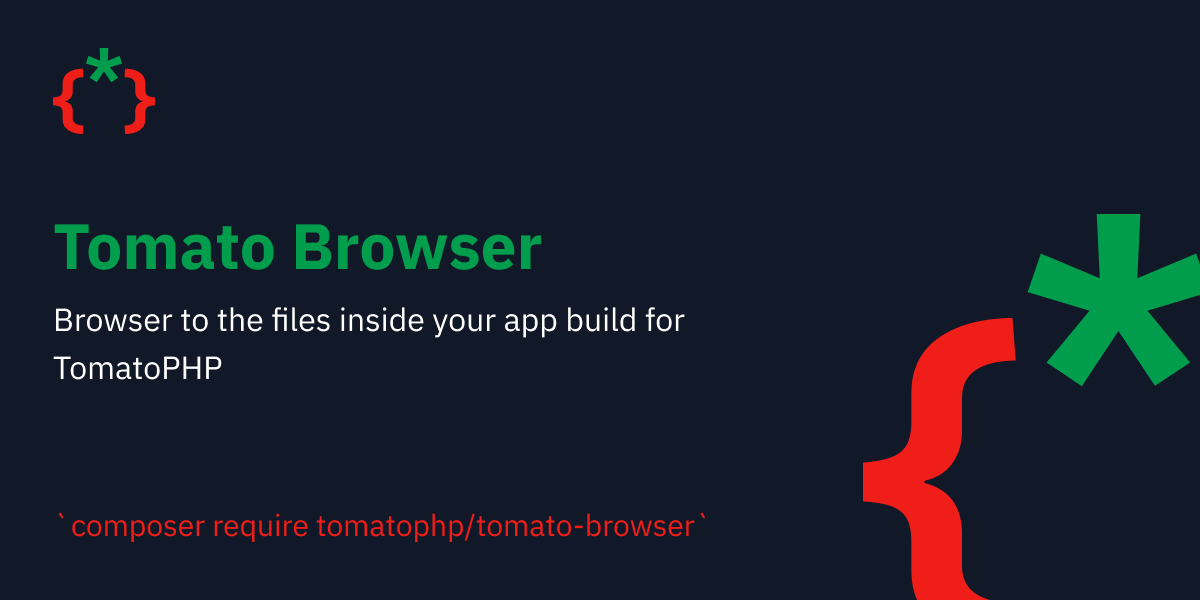 {*}
Tomato Browser
Browser to the files inside your app build for
TomatoPHP
`composer require tomatophp/tomato-browser`